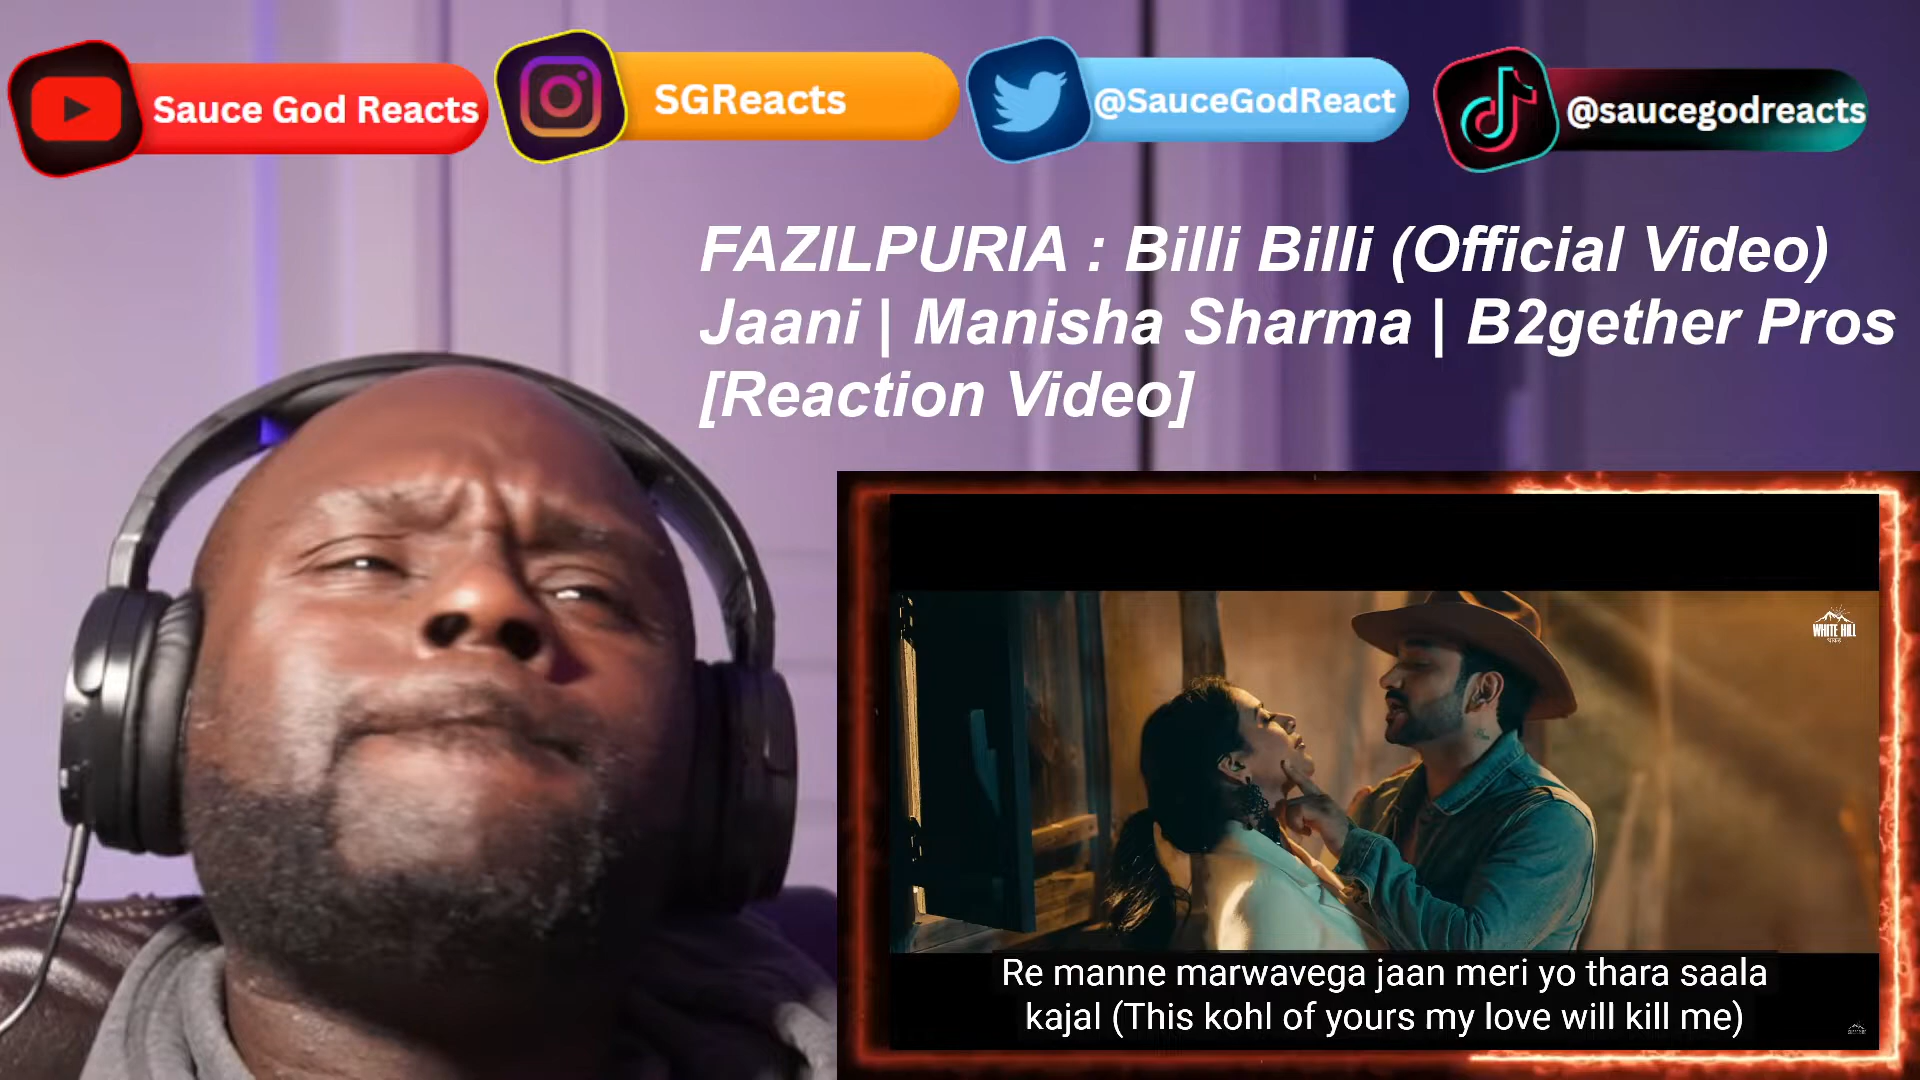 Sauce God Reacts
SGReacts
@SauceGodReact
@saucegodreacts
FAZILPURIA : Billi Billi (Official Video)
Jaani | Manisha Sharma | B2gether Pros
[Reaction Video]
WHITE HILL
Re manne marwavega jaan meri yo thara saala
kajal (This kohl of yours my love will kill me)